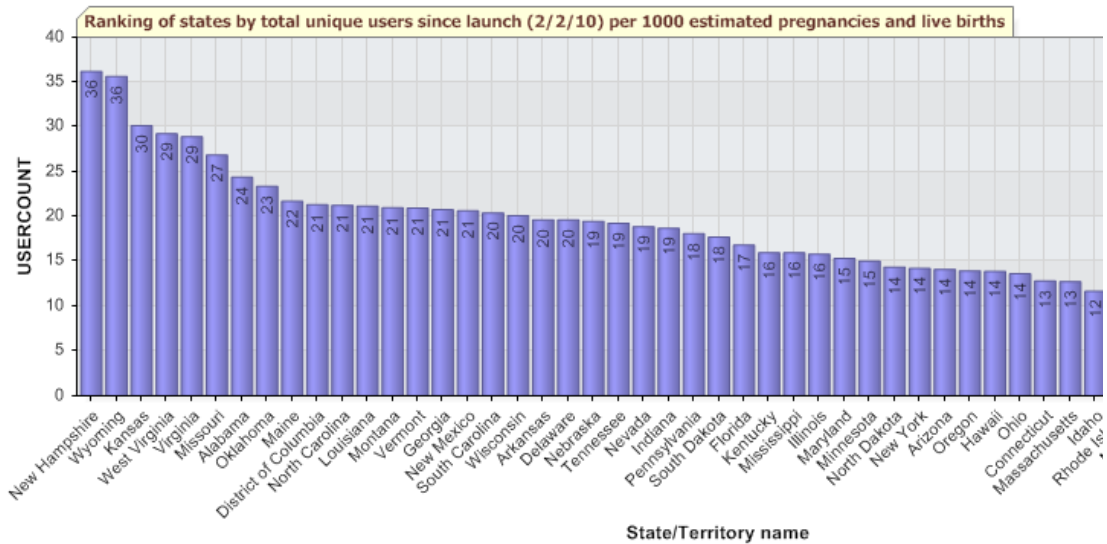 Ranking of states by total unique users since launch (2/2/10) per 1000 estimated pregnancies and live births
USERCOUNT
40
35
30
25
20
15
10
5
0
36
36
30
29
29
27
24
23
22
21
21
21
21
21
21
21
20
20
20
20
19
19
19
19
18
18
17
16
16
16
15
15
14
14
14
14
14
14
13
13
12
New Hampshire
Wyoming
Kansas
West Virginia
Virginia
Missouri
Alabama
Oklahoma
Maine
District of Columbia
North Carolina
Louisiana
Montana
Vermont
Georgia
New Mexico
South Carolina
Wisconsin
Arkansas
Delaware
Nebraska
Tennessee
Nevada
Indiana
Pennsylvania
South Dakota
Florida
Kentucky
Mississippi
Illinois
Maryland
Minnesota
North Dakota
New York
Arizona
Oregon
Hawaii
Ohio
Connecticut
Massachusetts
Idaho
Rhode Isl
State/Territory name